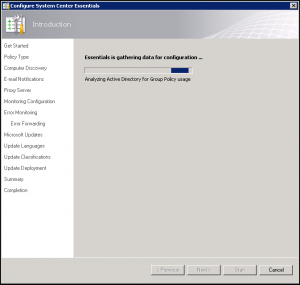 Configure System Center Essentials
Introduction
Get Started
Policy Type
Computer Discovery
E-mail Notifications
Proxy Server
Monitoring Configuration
Error Monitoring
Error Forwarding
Microsoft Updates
Update Languages
Update Classifications
Update Deployment
Summary
Completion
Essentials is gathering data for configuration ...
Analyzing Active Directory for Group Policy usage
< Previous
Next >
Start
Cancel